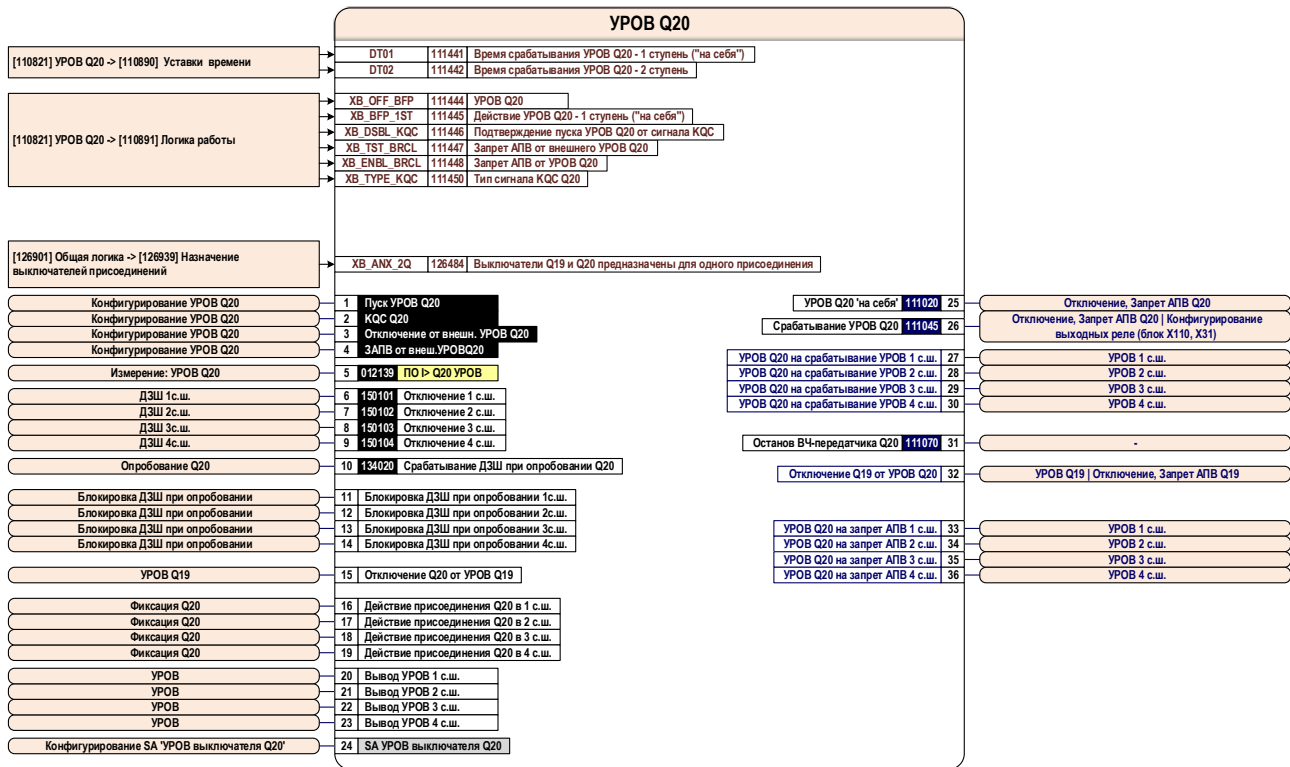 УРОВ Q20
[110821] УРОВ Q20 -> [110890] Уставки времени
DT01 111441 Время срабатывания УРОВ Q20 - 1 ступень ("на себя")
DT02 111442 Время срабатывания УРОВ Q20 - 2 ступень
[110821] УРОВ Q20 -> [110891] Логика работы
XB_OFF_BFP 111444 УРОВ Q20
XB_BFP_1ST 111445 Действие УРОВ Q20 - 1 ступень ("на себя")
XB_DSBL_KQC 111446 Подтверждение пуска УРОВ Q20 от сигнала KQC
XB_TST_BRCL 111447 Запрет АПВ от внешнего УРОВ Q20
XB_ENBL_BRCL 111448 Запрет АПВ от УРОВ Q20
XB_TYPE_KQC 111450 Тип сигнала KQC Q20
[126901] Общая логика -> [126939] Назначение
выключателей присоединений
XB_ANX_2Q 126484 Выключатели Q19 и Q20 предназначены для одного присоединения
Конфигурирование УРОВ Q20 1 Пуск УРОВ Q20
Конфигурирование УРОВ Q20 2 KQC Q20
Конфигурирование УРОВ Q20 3 Отключение от внешн. УРОВ Q20
Конфигурирование УРОВ Q20 4 ЗАПВ от внеш.УРОВQ20
Измерение: УРОВ Q20 5 012139 ПО I> Q20 УРОВ
ДЗШ 1с.ш. 6 150101 Отключение 1 с.ш.
ДЗШ 2с.ш. 7 150102 Отключение 2 с.ш.
ДЗШ 3с.ш. 8 150103 Отключение 3 с.ш.
ДЗШ 4с.ш. 9 150104 Отключение 4 с.ш.
Опробование Q20 10 134020 Срабатывание ДЗШ при опробовании Q20
Блокировка ДЗШ при опробовании 11 Блокировка ДЗШ при опробовании 1с.ш.
Блокировка ДЗШ при опробовании 12 Блокировка ДЗШ при опробовании 2с.ш.
Блокировка ДЗШ при опробовании 13 Блокировка ДЗШ при опробовании 3с.ш.
Блокировка ДЗШ при опробовании 14 Блокировка ДЗШ при опробовании 4с.ш.
УРОВ Q19 15 Отключение Q20 от УРОВ Q19
Фиксация Q20 16 Действие присоединения Q20 в 1 с.ш.
Фиксация Q20 17 Действие присоединения Q20 в 2 с.ш.
Фиксация Q20 18 Действие присоединения Q20 в 3 с.ш.
Фиксация Q20 19 Действие присоединения Q20 в 4 с.ш.
УРОВ 20 Вывод УРОВ 1 с.ш.
УРОВ 21 Вывод УРОВ 2 с.ш.
УРОВ 22 Вывод УРОВ 3 с.ш.
УРОВ 23 Вывод УРОВ 4 с.ш.
Конфигурирование SA 'УРОВ выключателя Q20' 24 SA УРОВ выключателя Q20
УРОВ Q20 'на себя' 111020 25 Отключение, Запрет АПВ Q20
Срабатывание УРОВ Q20 111045 26 Отключение, Запрет АПВ Q20 | Конфигурирование
выходных реле (блок X110, X31)
УРОВ Q20 на срабатывание УРОВ 1 с.ш. 27 УРОВ 1 с.ш.
УРОВ Q20 на срабатывание УРОВ 2 с.ш. 28 УРОВ 2 с.ш.
УРОВ Q20 на срабатывание УРОВ 3 с.ш. 29 УРОВ 3 с.ш.
УРОВ Q20 на срабатывание УРОВ 4 с.ш. 30 УРОВ 4 с.ш.
Останов ВЧ-передатчика Q20 111070 31 -
Отключение Q19 от УРОВ Q20 32 УРОВ Q19 | Отключение, Запрет АПВ Q19
УРОВ Q20 на запрет АПВ 1 с.ш. 33 УРОВ 1 с.ш.
УРОВ Q20 на запрет АПВ 2 с.ш. 34 УРОВ 2 с.ш.
УРОВ Q20 на запрет АПВ 3 с.ш. 35 УРОВ 3 с.ш.
УРОВ Q20 на запрет АПВ 4 с.ш. 36 УРОВ 4 с.ш.